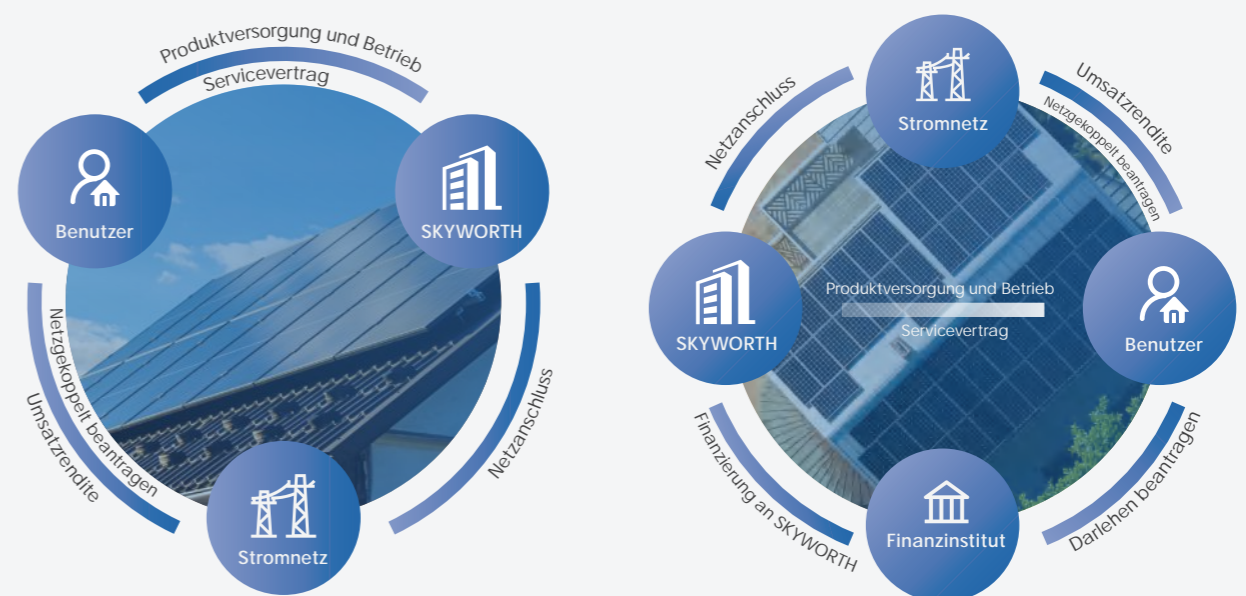 Produktversorgung und Betrieb
Servicevertrag
Benutzer
SKYWORTH
Netzgekoppelt beantragen
Umsatzrendite
Netzanschluss
Stromnetz
Stromnetz
Netzanschluss
Umsatzrendite
Netzgekoppelt beantragen
SKYWORTH
Produktversorgung und Betrieb
Servicevertrag
Benutzer
Finanzierung an SKYWORTH
Darlehen beantragen
Finanzinstitut